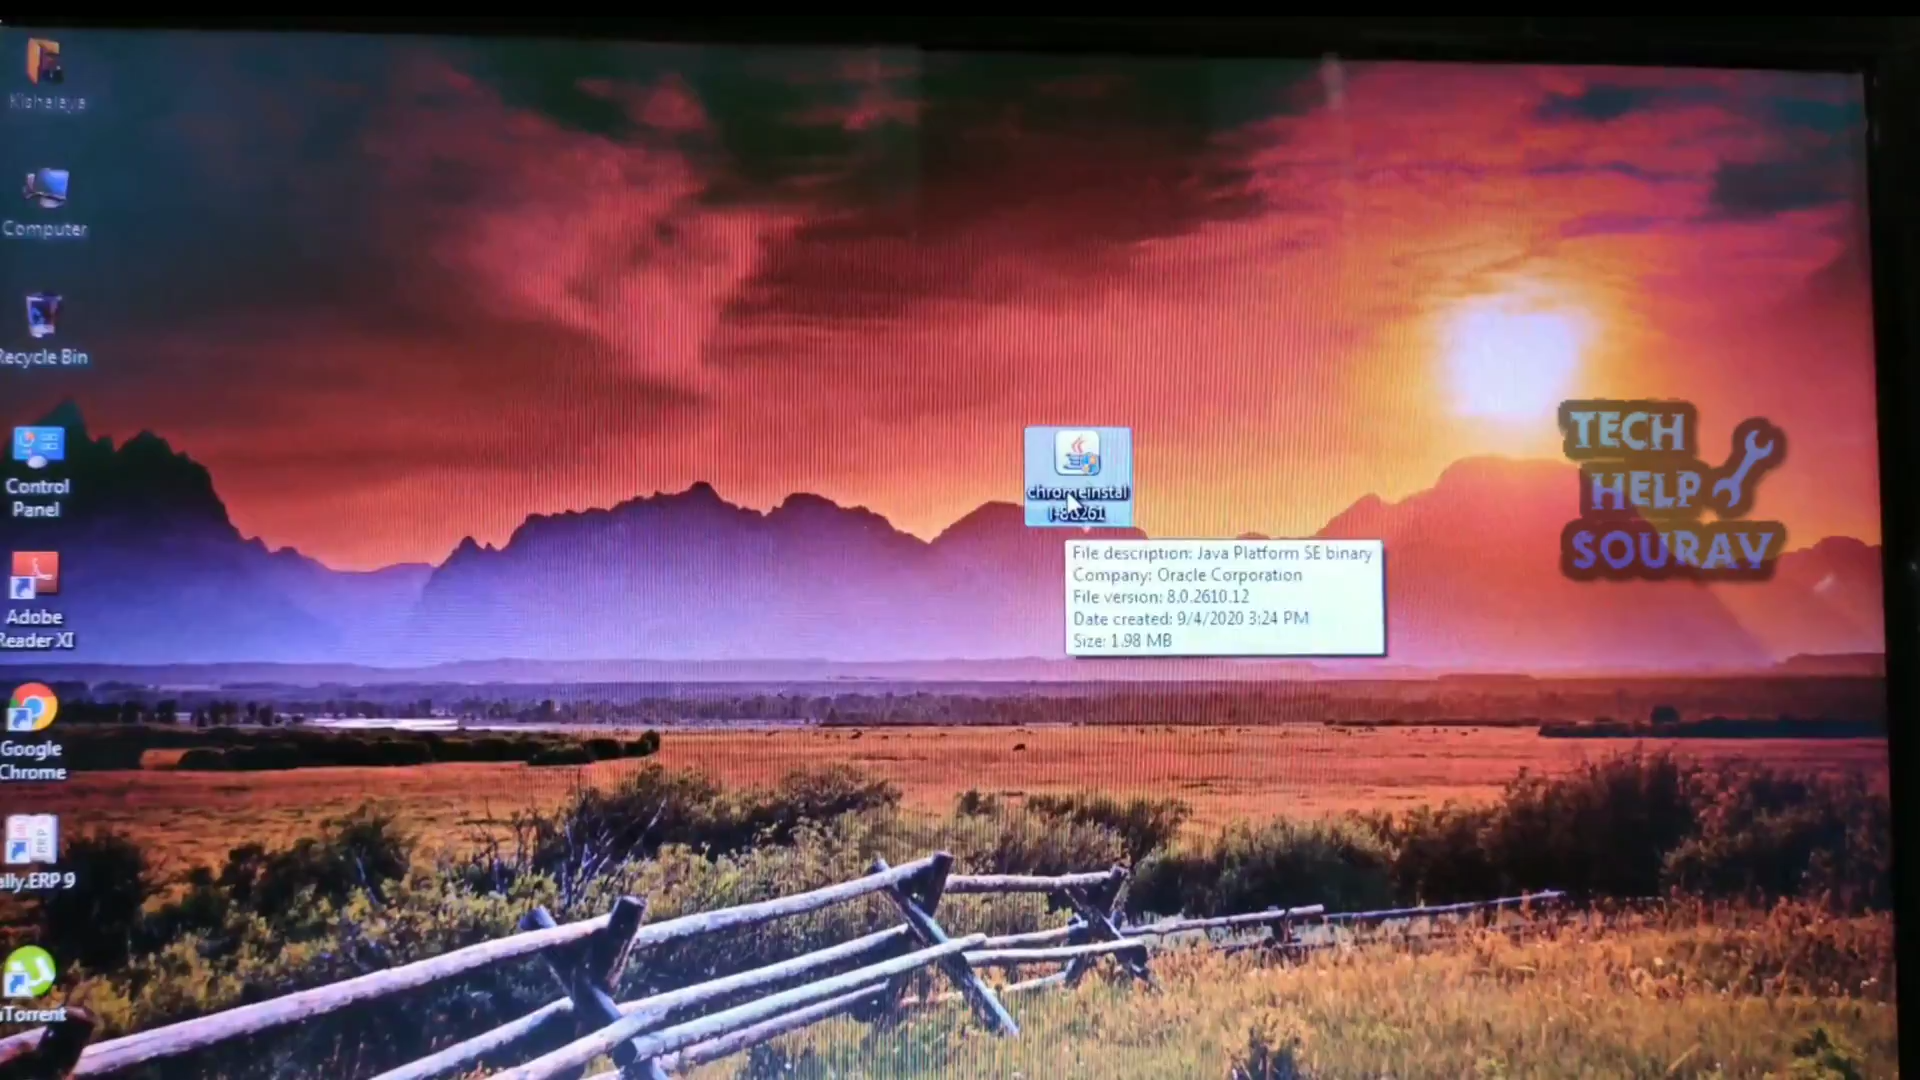 Kishalaya
Computer
Recycle Bin
Control
Panel
Adobe
Reader XI
Google
Chrome
ally.ERP 9
Torrent
chromeinstal
l-8u261
File description: Java Platform SE binary
Company: Oracle Corporation
File version: 8.0.2610.12
Date created: 9/4/2020 3:24 PM
Size: 1.98 MB
TECH
HELP
SOURAV